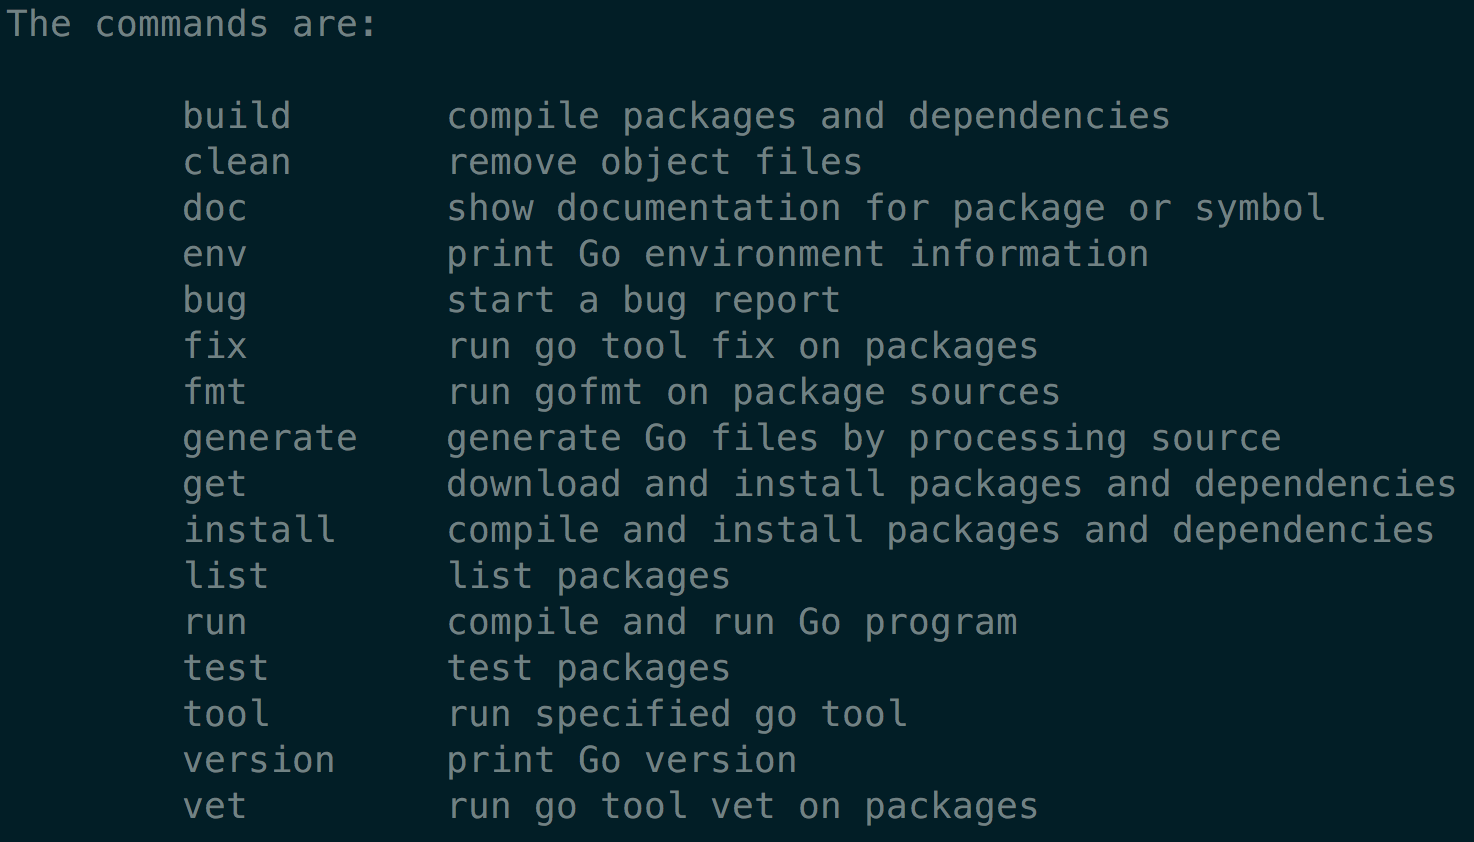 The commands are:
build compile packages and dependencies
clean remove object files
doc show documentation for package or symbol
env print Go environment information
bug start a bug report
fix run go tool fix on packages
fmt run gofmt on package sources
generate generate Go files by processing source
get download and install packages and dependencies
install compile and install packages and dependencies
list list packages
run compile and run Go program
test test packages
tool run specified go tool
version print Go version
vet run go tool vet on packages